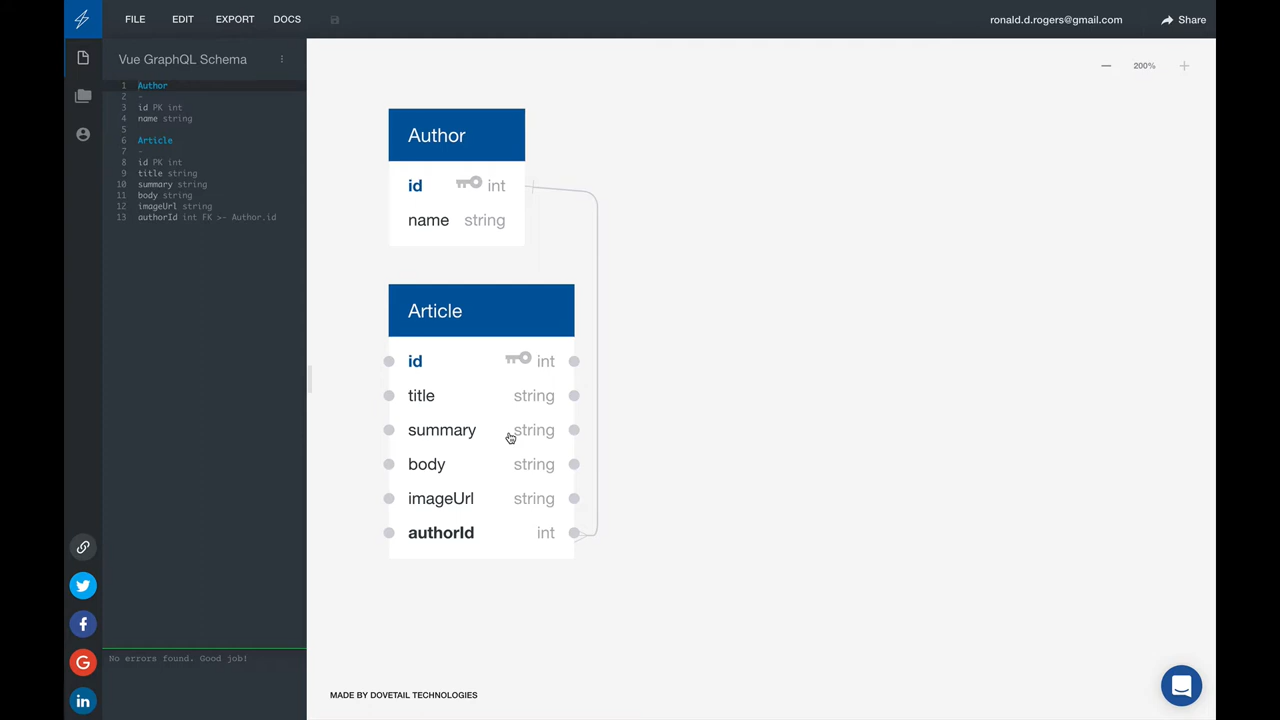 FILE EDIT EXPORT DOCS
ronald.d.rogers@gmail.com Share
Vue GraphQL Schema
200%
1 Author
2 -
3 id PK int
4 name string
5
6 Article
7 -
8 id PK int
9 title string
10 summary string
11 body string
12 imageUrl string
13 authorId int FK >- Author.id
Author
id int
name string
Article
id int
title string
summary string
body string
imageUrl string
authorId int
No errors found. Good job!
MADE BY DOVETAIL TECHNOLOGIES